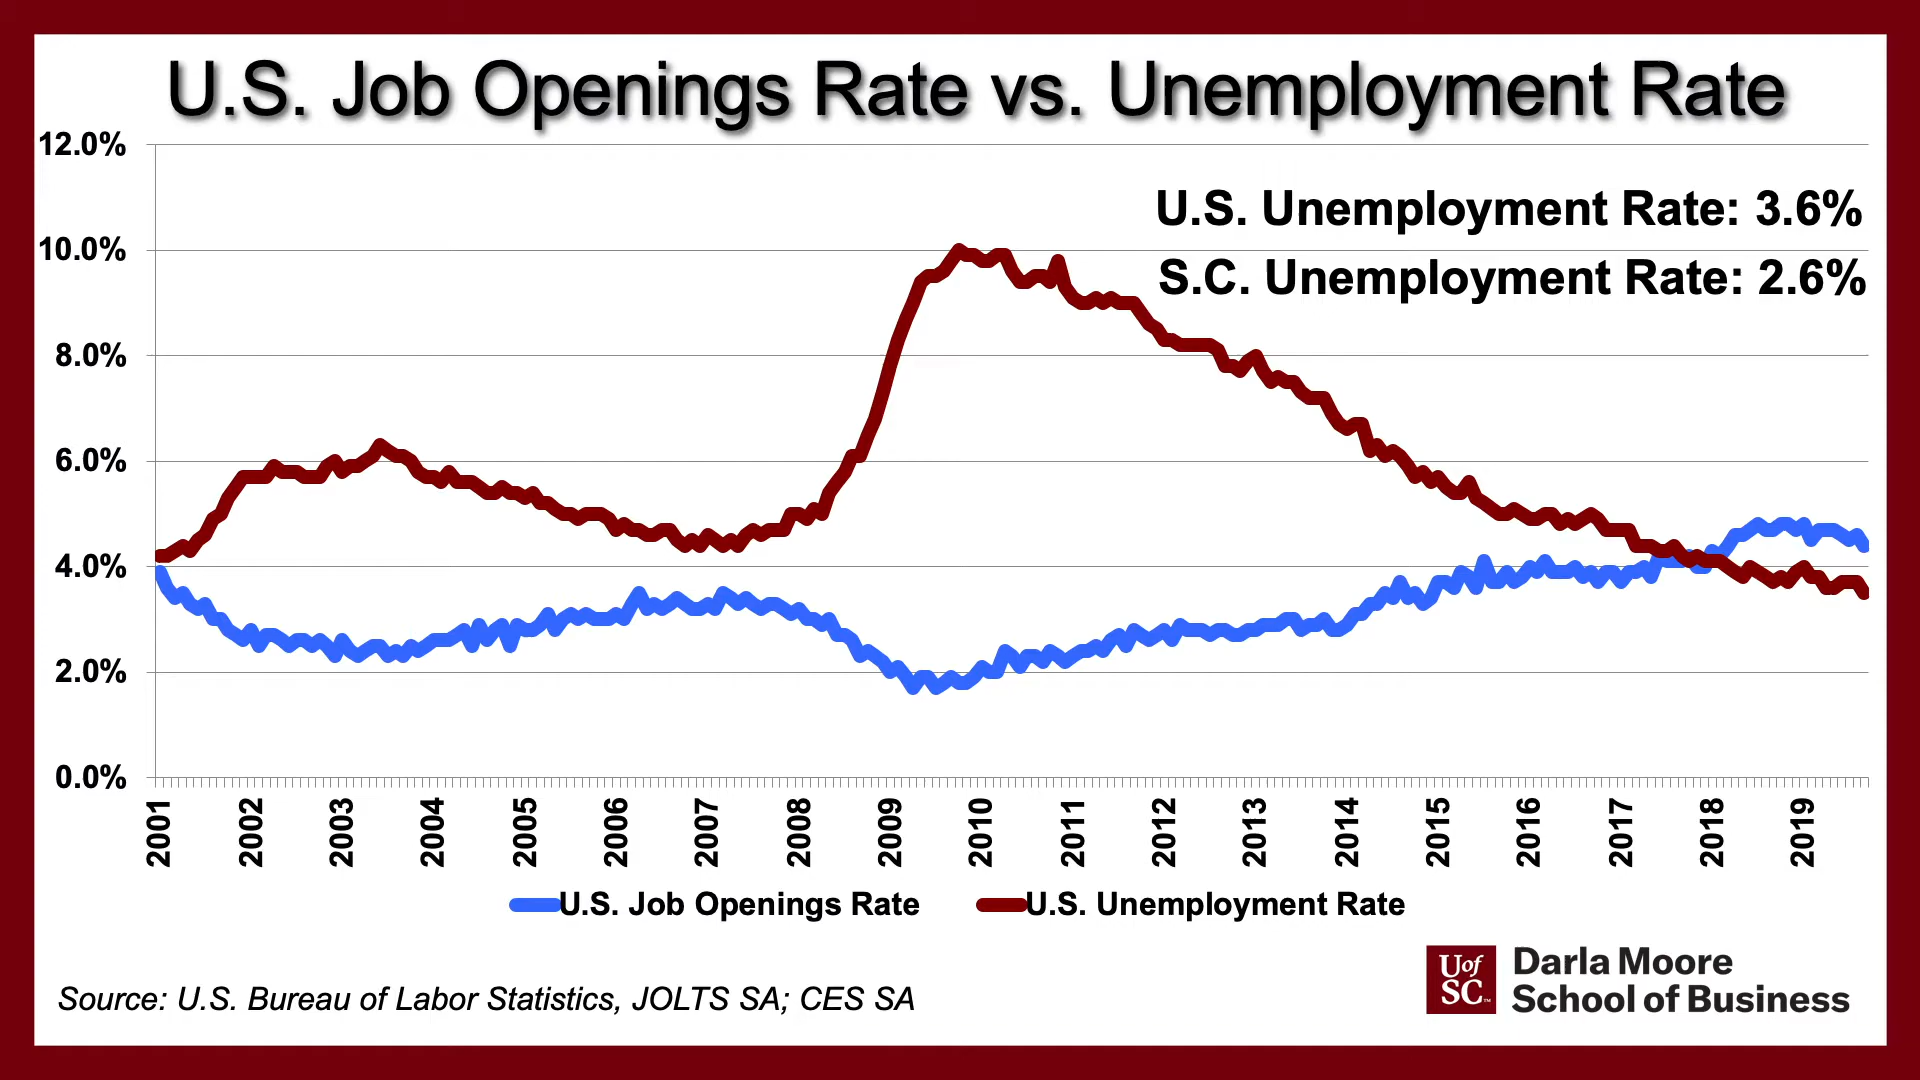 U.S. Job Openings Rate vs. Unemployment Rate
12.0%
U.S. Unemployment Rate: 3.6%
10.0%
S.C. Unemployment Rate: 2.6%
8.0%
6.0%
4.0%
2.0%
0.0%
2001 2002 2003 2004 2005 2006 2007 2008 2009 2010 2011 2012 2013 2014 2015 2016 2017 2018 2019
U.S. Job Openings Rate U.S. Unemployment Rate
Source: U.S. Bureau of Labor Statistics, JOLTS SA; CES SA
UofSC™
Darla Moore
School of Business